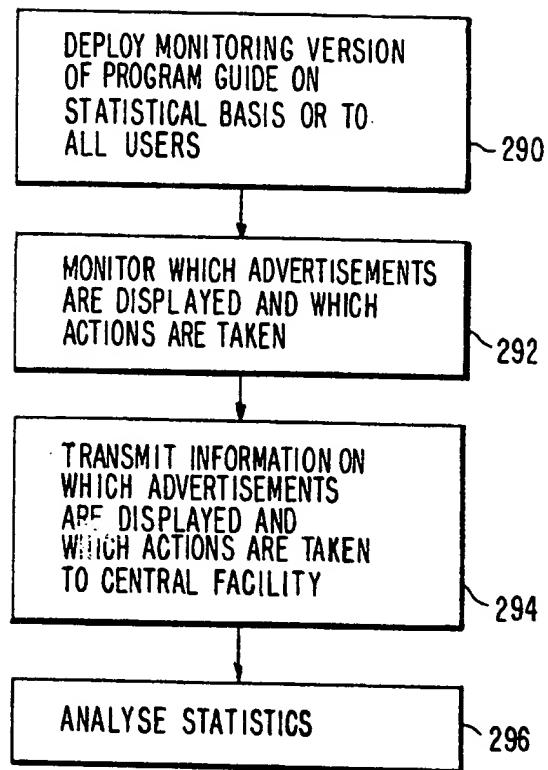 DEPLOY MONITORING VERSION
OF PROGRAM GUIDE ON
STATISTICAL BASIS OR TO
ALL USERS
290
MONITOR WHICH ADVERTISEMENTS
ARE DISPLAYED AND WHICH
ACTIONS ARE TAKEN
292
TRANSMIT INFORMATION ON
WHICH ADVERTISEMENTS
ARE DISPLAYED AND
WHICH ACTIONS ARE TAKEN
TO CENTRAL FACILITY
294
ANALYSE STATISTICS
296